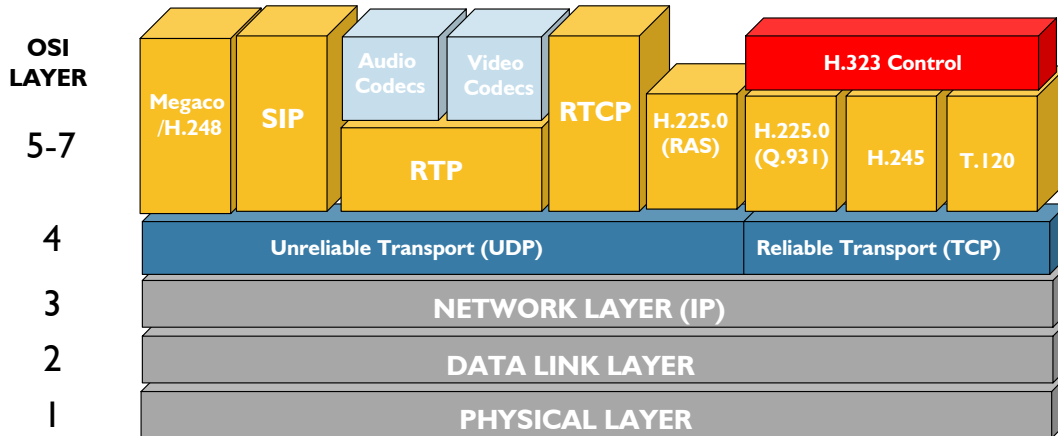 OSI
LAYER
5-7
4
3
2
1
Megaco
/H.248
SIP
Audio
Codecs
Video
Codecs
RTP
RTCP
H.225.0
(RAS)
H.323 Control
H.225.0
(Q.931)
H.245
T.120
Unreliable Transport (UDP)
Reliable Transport (TCP)
NETWORK LAYER (IP)
DATA LINK LAYER
PHYSICAL LAYER